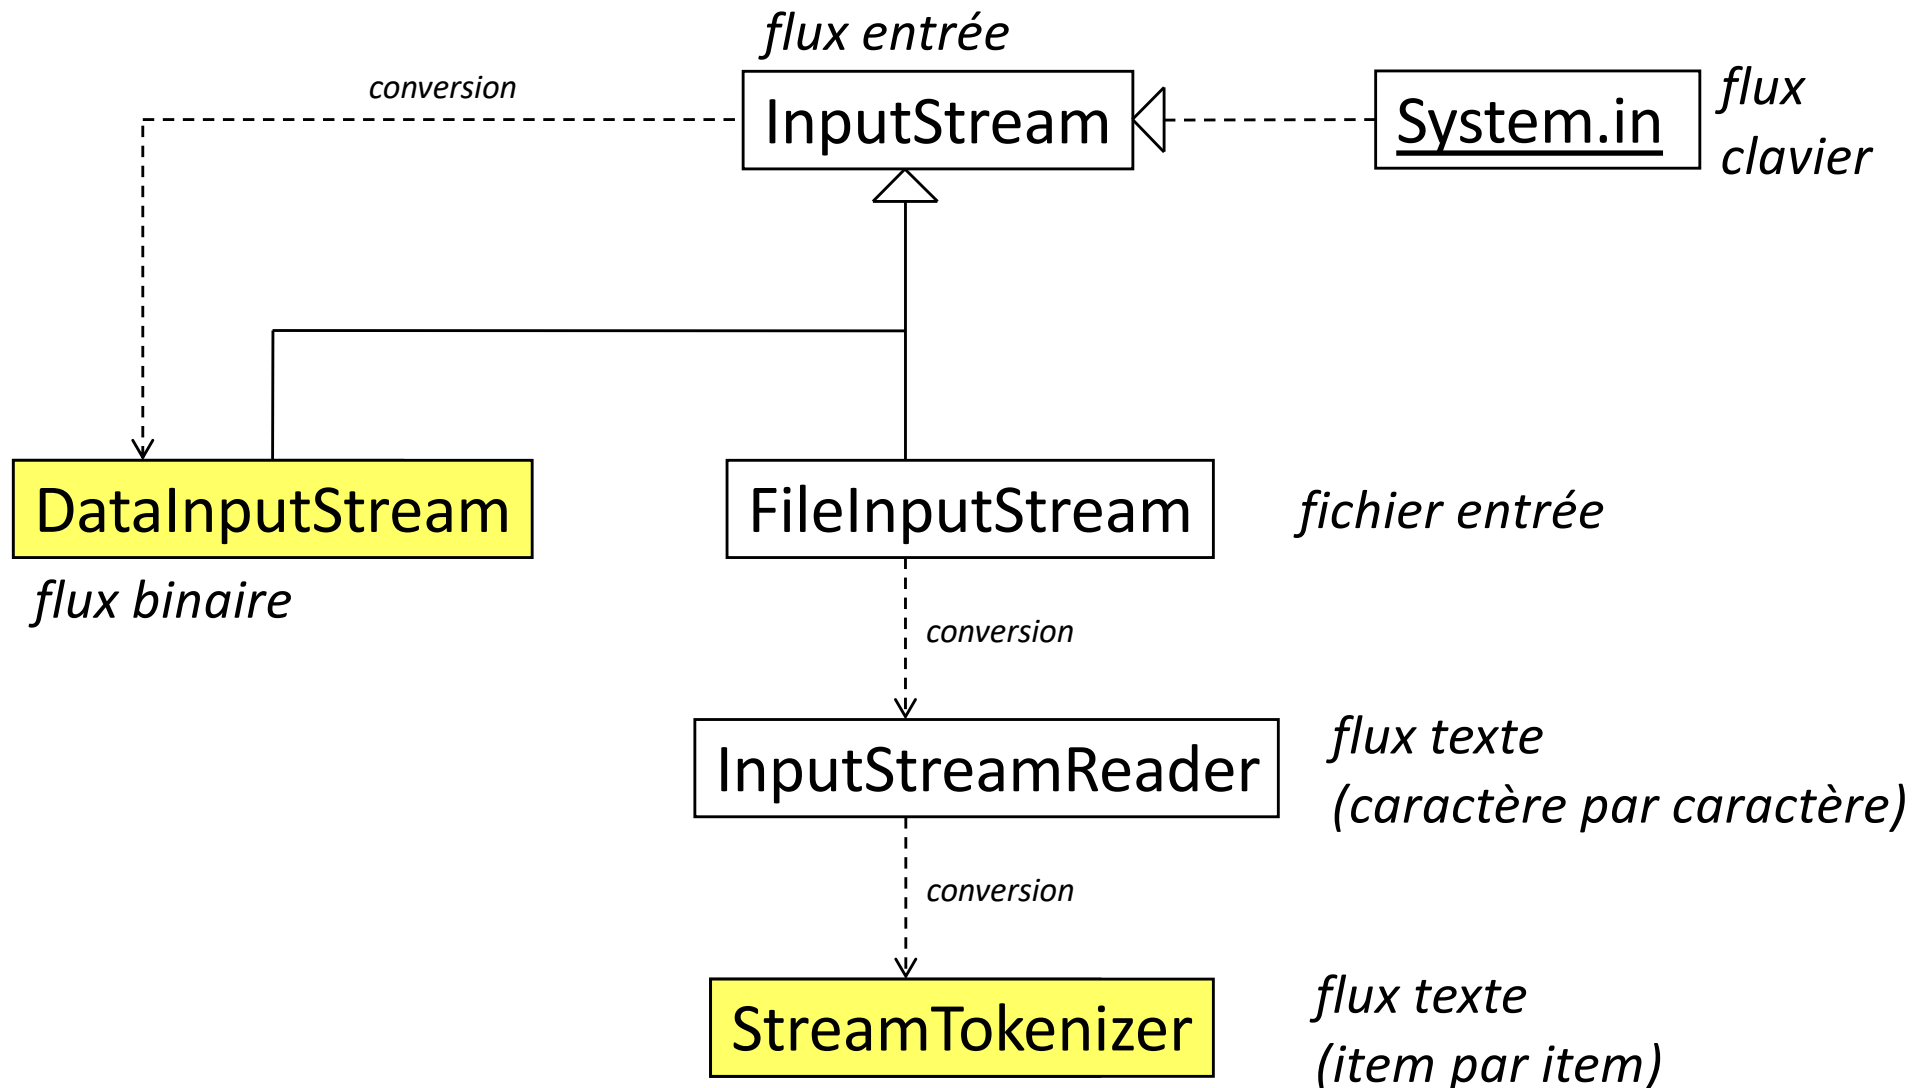 flux entrée
conversion
InputStream
System.in
flux
clavier
DataInputStream
flux binaire
FileInputStream
fichier entrée
conversion
InputStreamReader
flux texte
(caractère par caractère)
conversion
StreamTokenizer
flux texte
(item par item)